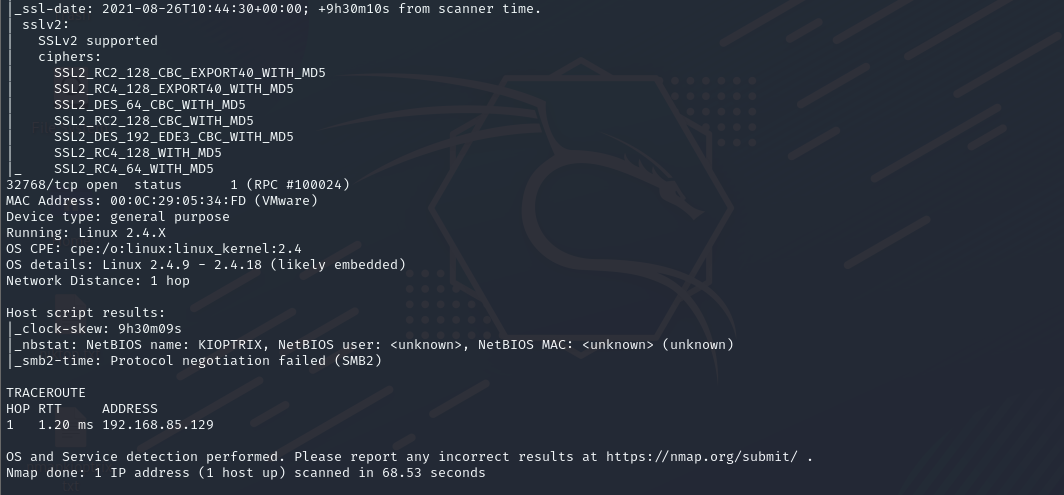 |_ssl-date: 2021-08-26T10:44:30+00:00; +9h30m10s from scanner time.
| sslv2:
|   SSLv2 supported
|   ciphers:
|     SSL2_RC2_128_CBC_EXPORT40_WITH_MD5
|     SSL2_RC4_128_EXPORT40_WITH_MD5
|     SSL2_DES_64_CBC_WITH_MD5
|     SSL2_RC2_128_CBC_WITH_MD5
|     SSL2_DES_192_EDE3_CBC_WITH_MD5
|     SSL2_RC4_128_WITH_MD5
|_    SSL2_RC4_64_WITH_MD5
32768/tcp open  status      1 (RPC #100024)
MAC Address: 00:0C:29:05:34:FD (VMware)
Device type: general purpose
Running: Linux 2.4.X
OS CPE: cpe:/o:linux:linux_kernel:2.4
OS details: Linux 2.4.9 - 2.4.18 (likely embedded)
Network Distance: 1 hop

Host script results:
|_clock-skew: 9h30m09s
|_nbstat: NetBIOS name: KIOPTRIX, NetBIOS user: <unknown>, NetBIOS MAC: <unknown> (unknown)
|_smb2-time: Protocol negotiation failed (SMB2)

TRACEROUTE
HOP RTT     ADDRESS
1   1.20 ms 192.168.85.129

OS and Service detection performed. Please report any incorrect results at https://nmap.org/submit/ .
Nmap done: 1 IP address (1 host up) scanned in 68.53 seconds